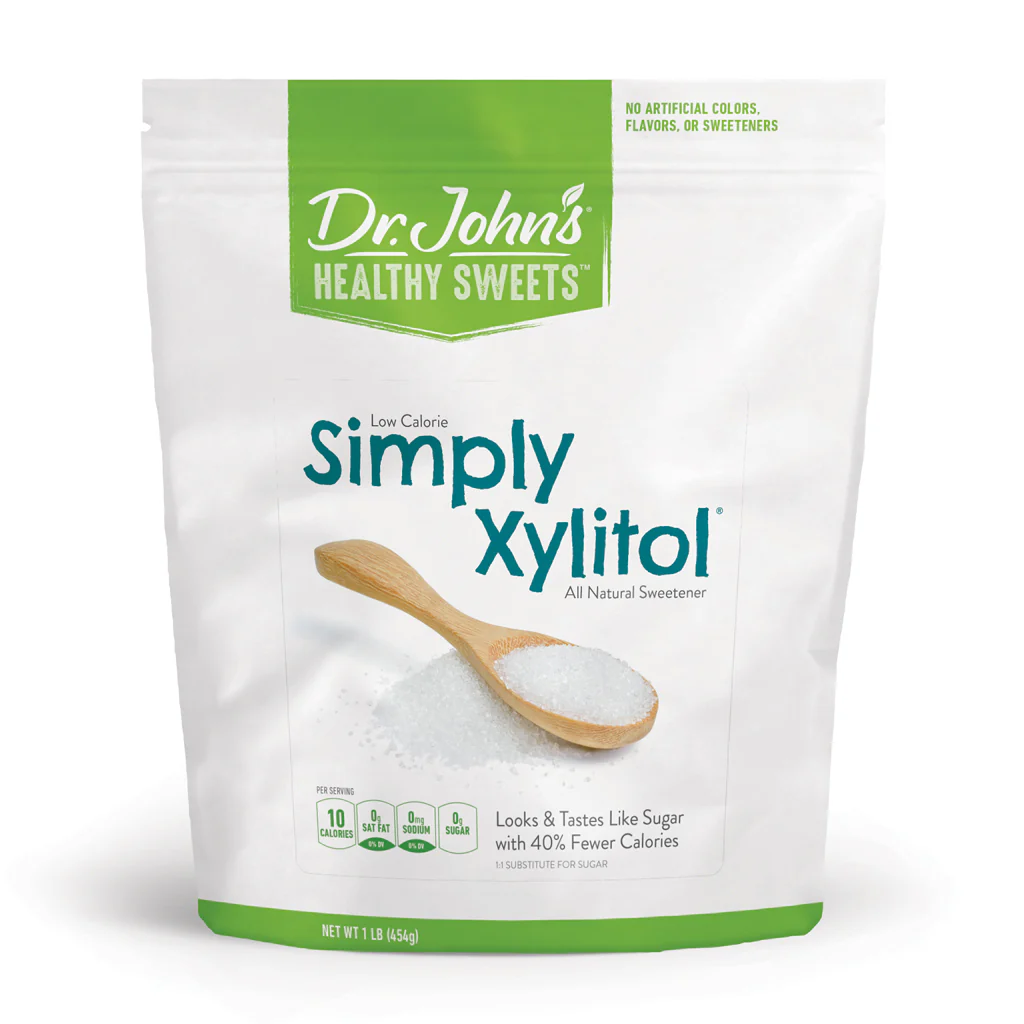 NO ARTIFICIAL COLORS,
FLAVORS, OR SWEETENERS
Dr. John's®
HEALTHY SWEETS™
Low Calorie
Simply
Xylitol®
All Natural Sweetener
PER SERVING
10
CALORIES
0g
SAT FAT
0% DV
0mg
SODIUM
0% DV
0g
SUGAR
Looks & Tastes Like Sugar
with 40% Fewer Calories
1:1 SUBSTITUTE FOR SUGAR
NET WT 1 LB (454g)